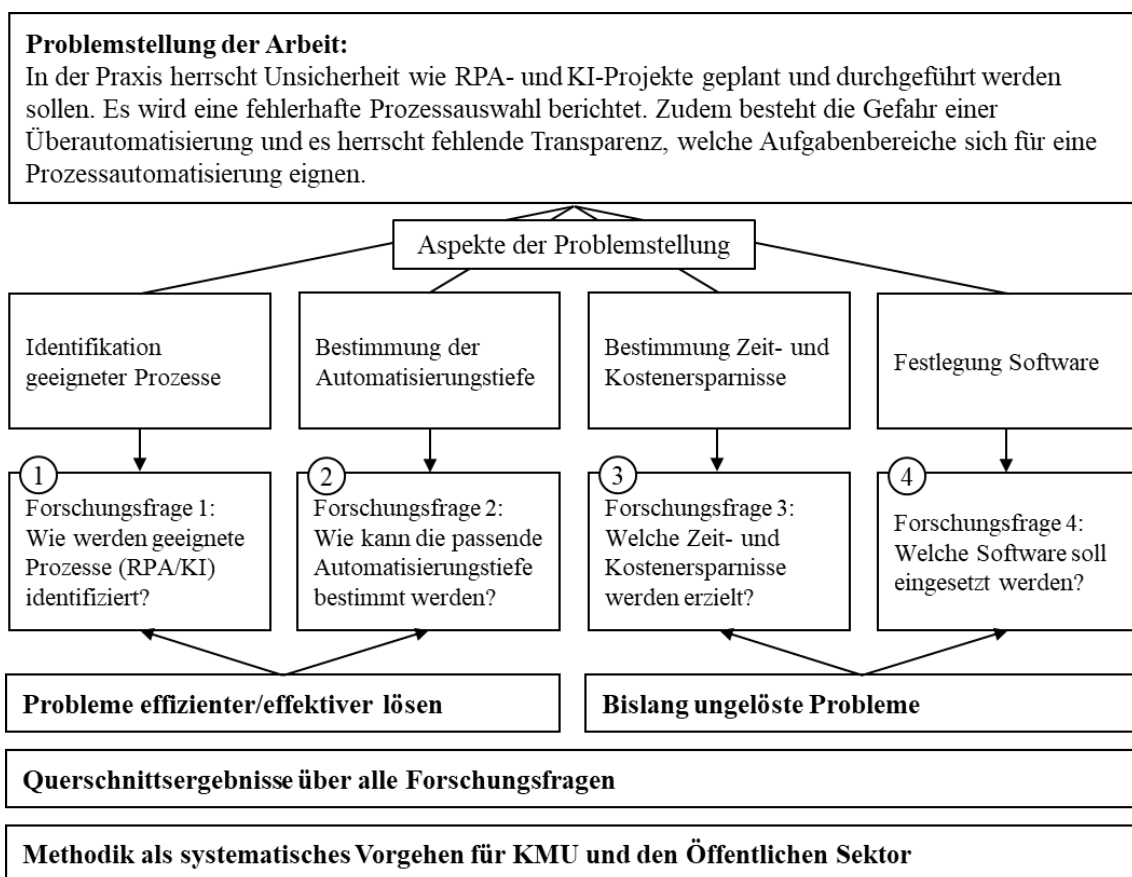 Problemstellung der Arbeit:
In der Praxis herrscht Unsicherheit wie RPA- und KI-Projekte geplant und durchgeführt werden
sollen. Es wird eine fehlerhafte Prozessauswahl berichtet. Zudem besteht die Gefahr einer
Überautomatisierung und es herrscht fehlende Transparenz, welche Aufgabenbereiche sich für eine
Prozessautomatisierung eignen.
Aspekte der Problemstellung
Identifikation
geeigneter Prozesse
Bestimmung der
Automatisierungstiefe
Bestimmung Zeit- und
Kostenersparnisse
Festlegung Software
1
Forschungsfrage 1:
Wie werden geeignete
Prozesse (RPA/KI)
identifiziert?
2
Forschungsfrage 2:
Wie kann die passende
Automatisierungstiefe
bestimmt werden?
3
Forschungsfrage 3:
Welche Zeit- und
Kostenersparnisse
werden erzielt?
4
Forschungsfrage 4:
Welche Software soll
eingesetzt werden?
Probleme effizienter/effektiver lösen
Bislang ungelöste Probleme
Querschnittsergebnisse über alle Forschungsfragen
Methodik als systematisches Vorgehen für KMU und den Öffentlichen Sektor